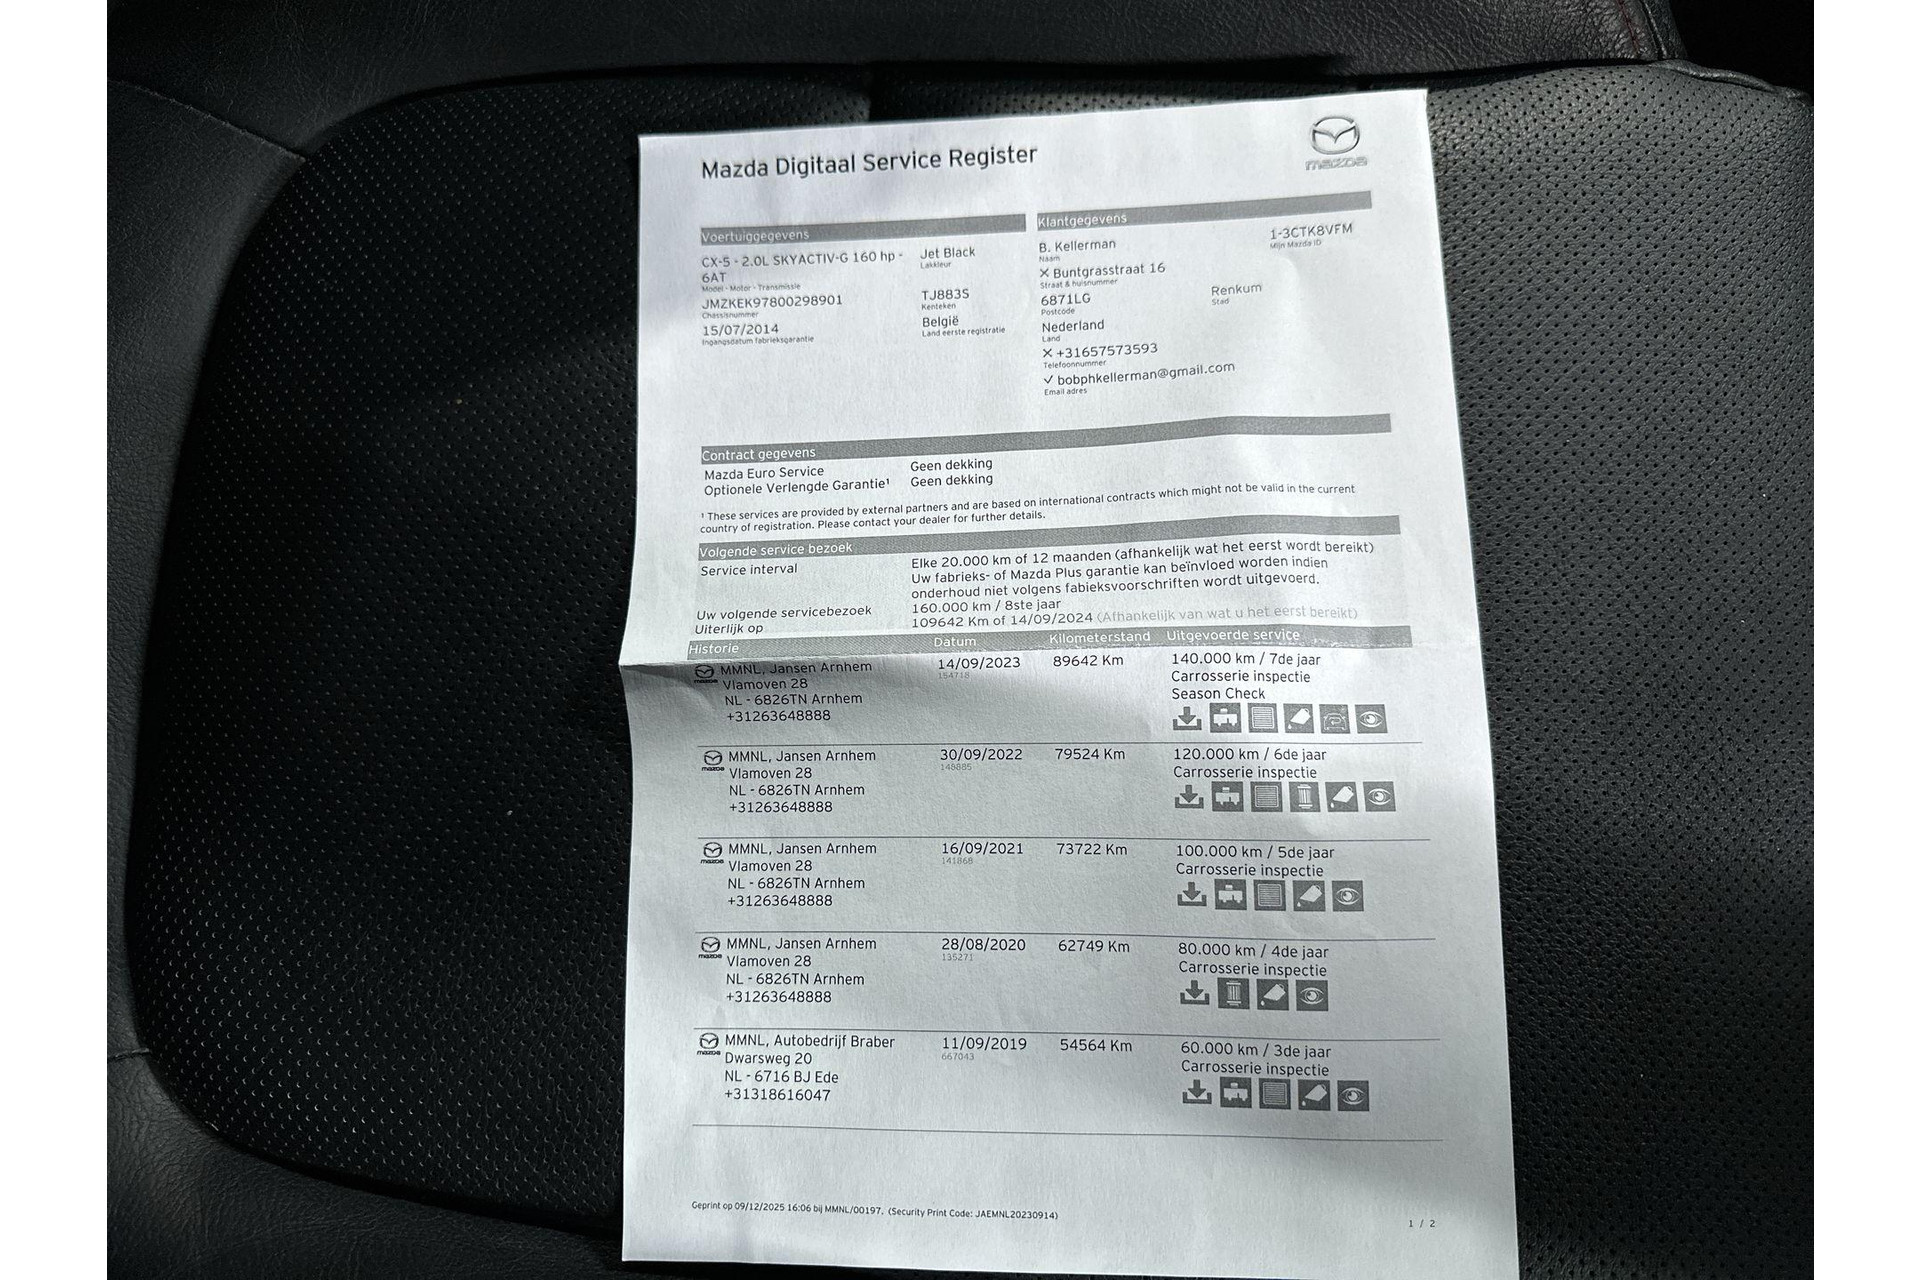 Mazda Digitaal Service Register
mazda
Voertuiggegevens
CX-5 - 2.0L SKYACTIV-G 160 hp -
6AT
Model - Motor - Transmissie
JMZKEK97800298901
Chassisnummer
15/07/2014
Ingangsdatum fabrieksgarantie
Jet Black
Lakkleur
TJ883S
Kenteken
België
Land eerste registratie
Klantgegevens
B. Kellerman
Naam
✕ Buntgrasstraat 16
Straat & huisnummer
6871LG
Postcode
Nederland
Land
✕ +31657573593
Telefoonnummer
✓ bobphkellerman@gmail.com
Email adres
1-3CTK8VFM
Mijn Mazda ID
Renkum
Stad
Contract gegevens
Mazda Euro Service Geen dekking
Optionele Verlengde Garantie¹ Geen dekking
¹ These services are provided by external partners and are based on international contracts which might not be valid in the current
country of registration. Please contact your dealer for further details.
Volgende service bezoek
Service interval Elke 20.000 km of 12 maanden (afhankelijk wat het eerst wordt bereikt)
Uw fabrieks- of Mazda Plus garantie kan beïnvloed worden indien
onderhoud niet volgens fabieksvoorschriften wordt uitgevoerd.
Uw volgende servicebezoek 160.000 km / 8ste jaar
Uiterlijk op 109642 Km of 14/09/2024 (Afhankelijk van wat u het eerst bereikt)
Historie Datum Kilometerstand Uitgevoerde service
mazda MMNL, Jansen Arnhem 14/09/2023 89642 Km 140.000 km / 7de jaar
Vlamoven 28 154718 Carrosserie inspectie
NL - 6826TN Arnhem Season Check
+31263648888
mazda MMNL, Jansen Arnhem 30/09/2022 79524 Km 120.000 km / 6de jaar
Vlamoven 28 148885 Carrosserie inspectie
NL - 6826TN Arnhem
+31263648888
mazda MMNL, Jansen Arnhem 16/09/2021 73722 Km 100.000 km / 5de jaar
Vlamoven 28 141868 Carrosserie inspectie
NL - 6826TN Arnhem
+31263648888
mazda MMNL, Jansen Arnhem 28/08/2020 62749 Km 80.000 km / 4de jaar
Vlamoven 28 135271 Carrosserie inspectie
NL - 6826TN Arnhem
+31263648888
mazda MMNL, Autobedrijf Braber 11/09/2019 54564 Km 60.000 km / 3de jaar
Dwarsweg 20 667043 Carrosserie inspectie
NL - 6716 BJ Ede
+31318616047
Geprint op 09/12/2025 16:06 bij MMNL/00197. (Security Print Code: JAEMNL20230914)
1 / 2